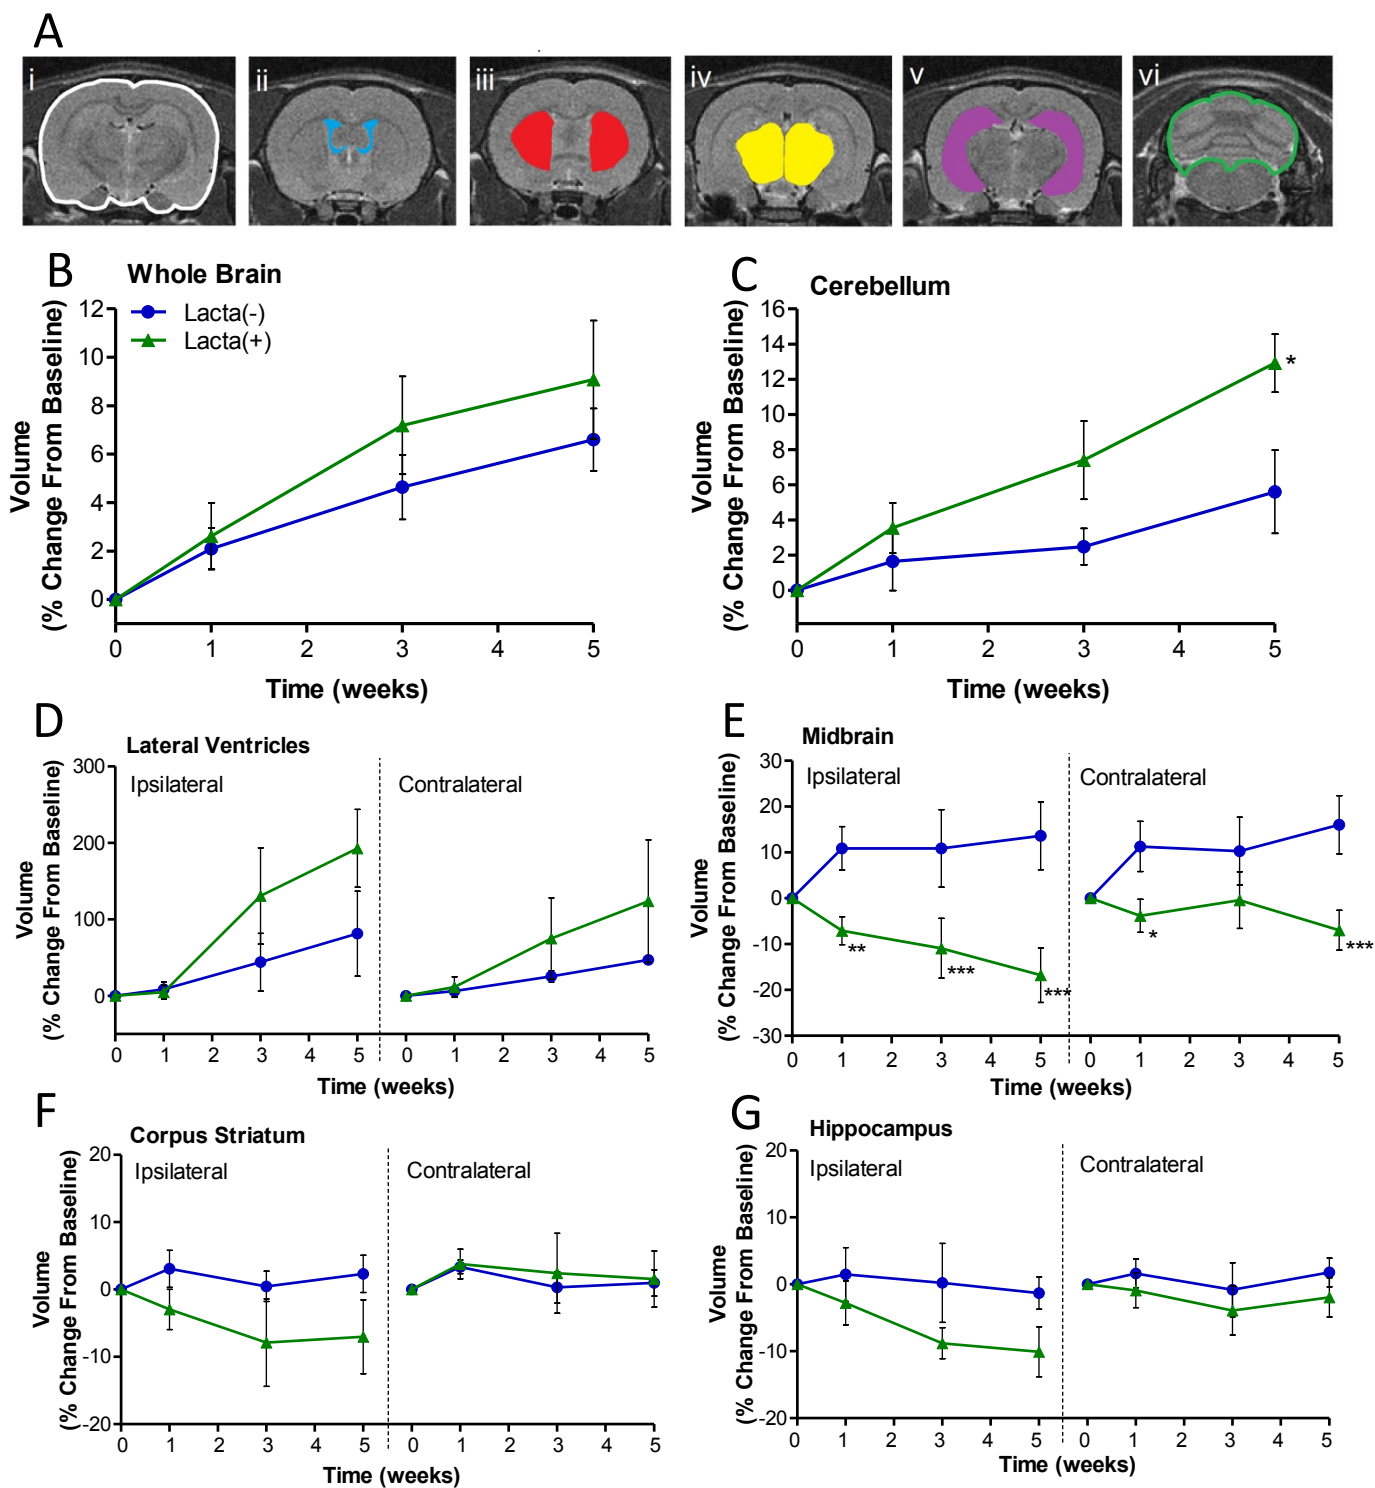 A
i
ii
iii
iv
v
vi
B
Whole Brain
Lacta(-)
Lacta(+)
12
10
8
6
4
2
0
Volume
(% Change From Baseline)
0 1 2 3 4 5
Time (weeks)
C
Cerebellum
16
14
12
10
8
6
4
2
0
Volume
(% Change From Baseline)
*
0 1 2 3 4 5
Time (weeks)
D
Lateral Ventricles
Ipsilateral
Contralateral
300
200
100
0
Volume
(% Change From Baseline)
0 1 2 3 4 5 0 1 2 3 4 5
Time (weeks)
E
Midbrain
Ipsilateral
Contralateral
30
20
10
0
-10
-20
-30
Volume
(% Change From Baseline)
**
***
***
*
***
0 1 2 3 4 5 0 1 2 3 4 5
Time (weeks)
F
Corpus Striatum
Ipsilateral
Contralateral
20
10
0
-10
-20
Volume
(% Change From Baseline)
0 1 2 3 4 5 0 1 2 3 4 5
Time (weeks)
G
Hippocampus
Ipsilateral
Contralateral
20
10
0
-10
-20
Volume
(% Change From Baseline)
0 1 2 3 4 5 0 1 2 3 4 5
Time (weeks)